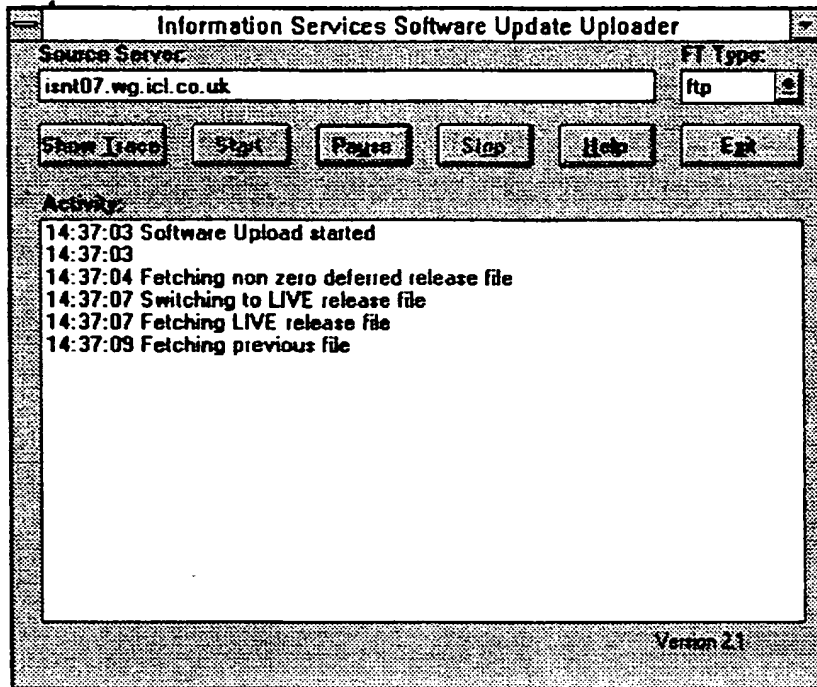 Information Services Software Update Uploader
Source Server: FT Type:
isnt07.wg.icl.co.uk ftp
Show Trace Start Pause Stop Help Exit
Activity:
14:37:03 Software Upload started
14:37:03
14:37:04 Fetching non zero deferred release file
14:37:07 Switching to LIVE release file
14:37:07 Fetching LIVE release file
14:37:09 Fetching previous file
Version 2.1